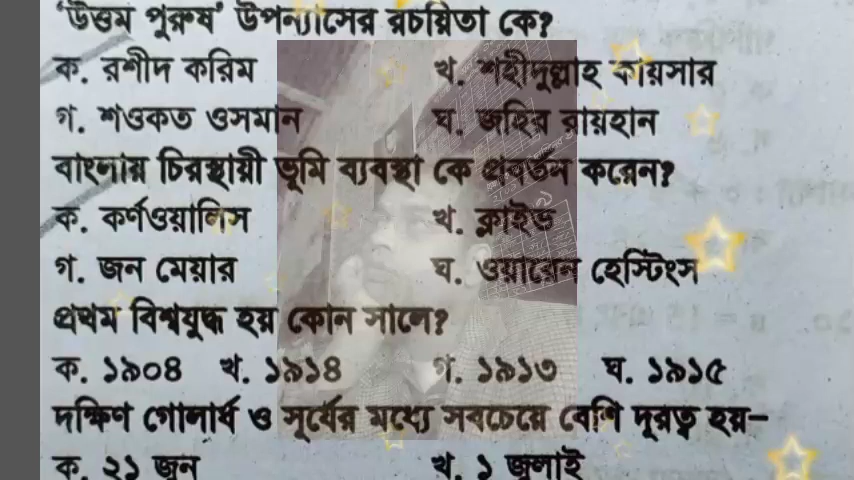 'উত্তম পুরুষ' উপন্যাসের রচয়িতা কে?
ক. রশীদ করিম খ. শহীদুল্লাহ কায়সার
গ. শওকত ওসমান ঘ. জহির রায়হান
বাংলায় চিরস্থায়ী ভূমি ব্যবস্থা কে প্রবর্তন করেন?
ক. কর্ণওয়ালিস খ. ক্লাইভ
গ. জন মেয়ার ঘ. ওয়ারেন হেস্টিংস
প্রথম বিশ্বযুদ্ধ হয় কোন সালে?
ক. ১৯০৪ খ. ১৯১৪ গ. ১৯১৩ ঘ. ১৯১৫
দক্ষিণ গোলার্ধ ও সূর্যের মধ্যে সবচেয়ে বেশি দূরত্ব হয়–
ক. ২১ জুন খ. ১ জুলাই